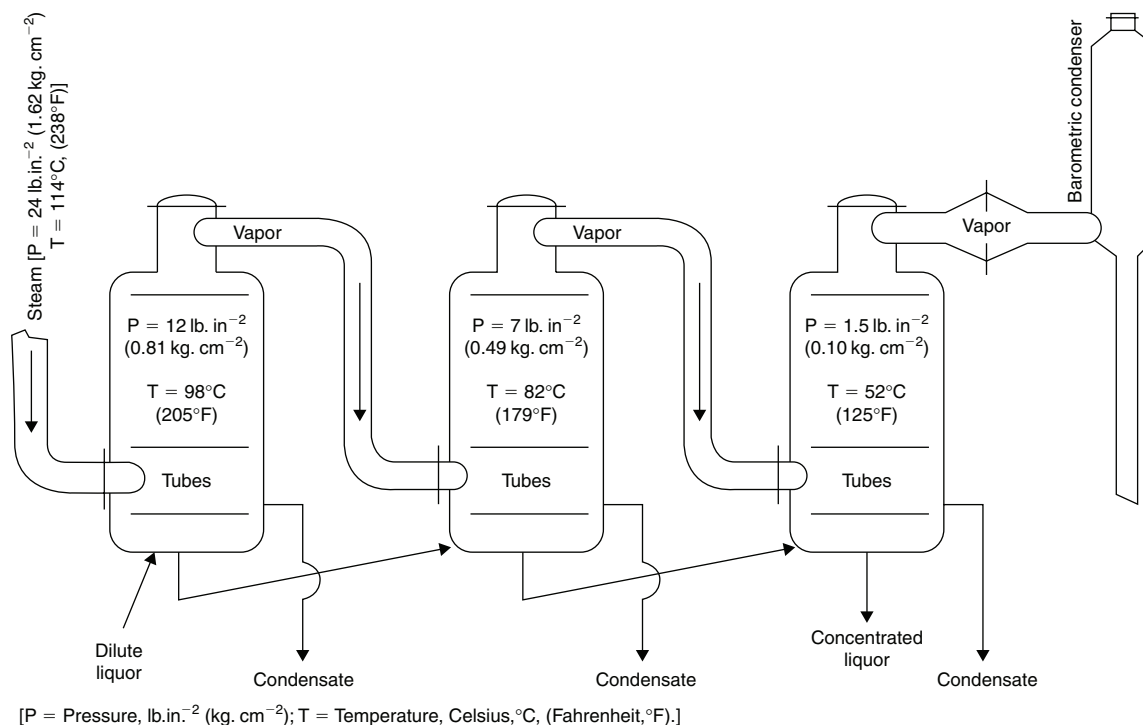 Steam [P = 24 lb.in.⁻² (1.62 kg. cm⁻²)
T = 114°C, (238°F)]
Barometric condenser
Vapor
Vapor
Vapor
P = 12 lb. in⁻²
(0.81 kg. cm⁻²)
T = 98°C
(205°F)
Tubes
P = 7 lb. in⁻²
(0.49 kg. cm⁻²)
T = 82°C
(179°F)
Tubes
P = 1.5 lb. in⁻²
(0.10 kg. cm⁻²)
T = 52°C
(125°F)
Tubes
Dilute
liquor
Condensate
Condensate
Concentrated
liquor
Condensate
[P = Pressure, lb.in.⁻² (kg. cm⁻²); T = Temperature, Celsius,°C, (Fahrenheit,°F).]